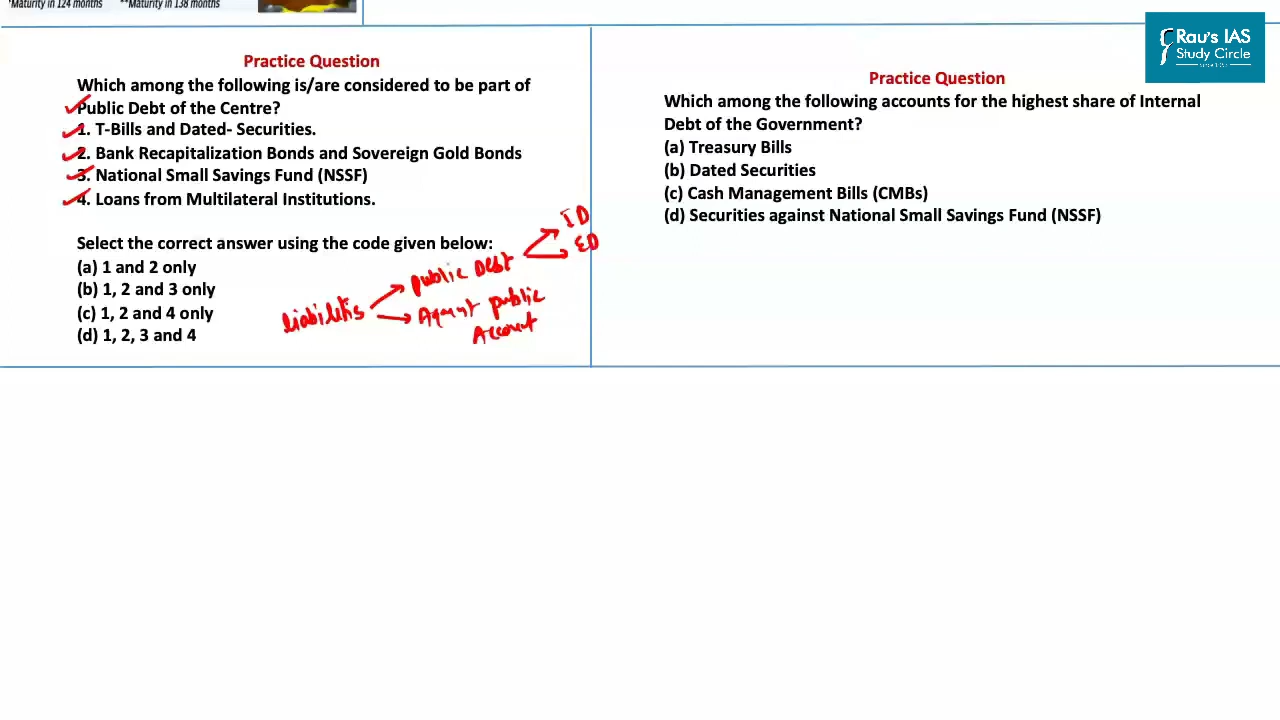 *Maturity in 124 months **Maturity in 138 months
Rau's IAS
Study Circle
Practice Question
Which among the following is/are considered to be part of
Public Debt of the Centre?
1. T-Bills and Dated- Securities.
2. Bank Recapitalization Bonds and Sovereign Gold Bonds
3. National Small Savings Fund (NSSF)
4. Loans from Multilateral Institutions.
Select the correct answer using the code given below:
(a) 1 and 2 only
(b) 1, 2 and 3 only
(c) 1, 2 and 4 only
(d) 1, 2, 3 and 4
Liabilities
Public Debt
ID
ED
Against public
Account
Practice Question
Which among the following accounts for the highest share of Internal
Debt of the Government?
(a) Treasury Bills
(b) Dated Securities
(c) Cash Management Bills (CMBs)
(d) Securities against National Small Savings Fund (NSSF)